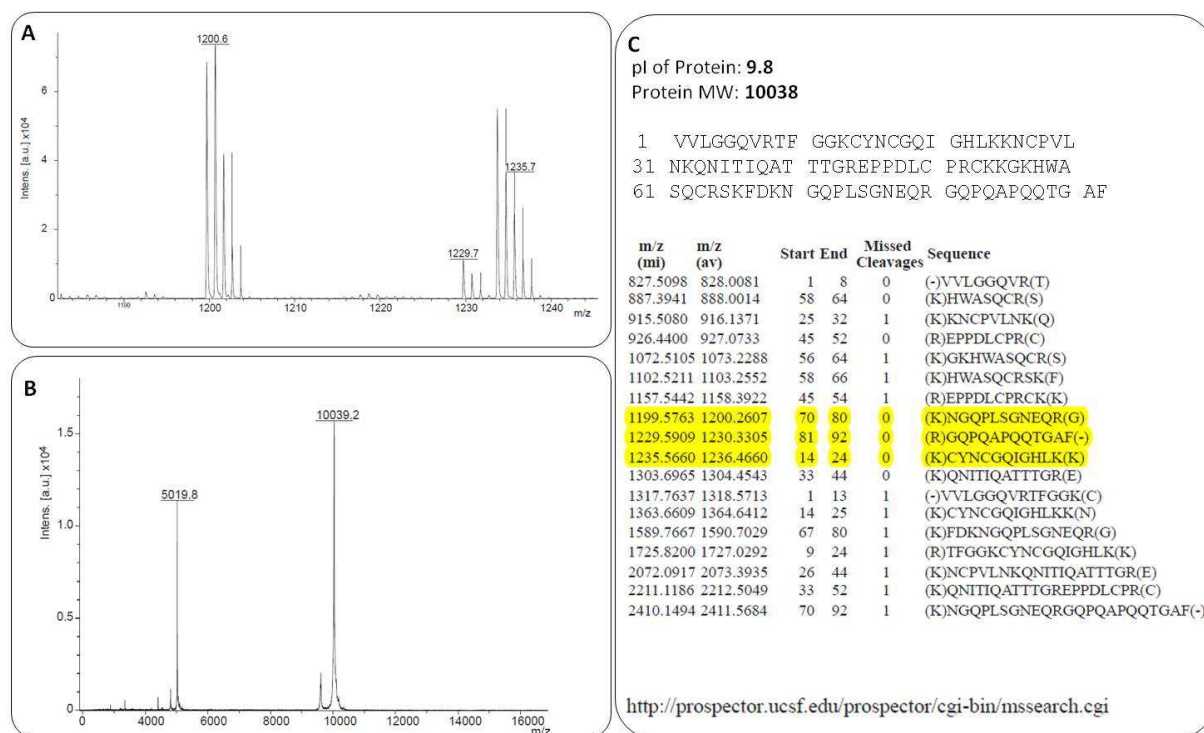 A
Intens. [a.u.] x10⁴
6
4
2
0
1200.6
1235.7
1229.7
1190
1200
1210
1220
1230
1240
m/z
B
Intens. [a.u.] x10⁴
1.5
1.0
0.5
0.0
5019.8
10039.2
0 2000 4000 6000 8000 10000 12000 14000 16000
m/z
C
pI of Protein: 9.8
Protein MW: 10038
1 VVLGGQVRTF GGKCYNCGQI GHLKKNCPVL
31 NKQNITIQAT TTGREPPDLC PRCKKGKHWA
61 SQCRSKFDKN GQPLSGNEQR GQPQAPQQTG AF
m/z (mi) m/z (av) Start End Missed Cleavages Sequence
827.5098 828.0081 1 8 0 (-)VVLGGQVR(T)
887.3941 888.0014 58 64 0 (K)HWASQCR(S)
915.5080 916.1371 25 32 1 (K)KNCPVLNK(Q)
926.4400 927.0733 45 52 0 (R)EPPDLCPR(C)
1072.5105 1073.2288 56 64 1 (K)GKHWASQCR(S)
1102.5211 1103.2552 58 66 1 (K)HWASQCRSK(F)
1157.5442 1158.3922 45 54 1 (R)EPPDLCPRCK(K)
1199.5763 1200.2607 70 80 0 (K)NGQPLSGNEQR(G)
1229.5909 1230.3305 81 92 0 (R)GQPQAPQQTGAF(-)
1235.5660 1236.4660 14 24 0 (K)CYNCGQIGHLK(K)
1303.6965 1304.4543 33 44 0 (K)QNITIQATTTGR(E)
1317.7637 1318.5713 1 13 1 (-)VVLGGQVRTFGGK(C)
1363.6609 1364.6412 14 25 1 (K)CYNCGQIGHLKK(N)
1589.7667 1590.7029 67 80 1 (K)FDKNGQPLSGNEQR(G)
1725.8200 1727.0292 9 24 1 (R)TFGGKCYNCGQIGHLK(K)
2072.0917 2073.3935 26 44 1 (K)NCPVLNKQNITIQATTTGR(E)
2211.1186 2212.5049 33 52 1 (K)QNITIQATTTGREPPDLCPR(C)
2410.1494 2411.5684 70 92 1 (K)NGQPLSGNEQRGQPQAPQQTGAF(-)
http://prospector.ucsf.edu/prospector/cgi-bin/mssearch.cgi